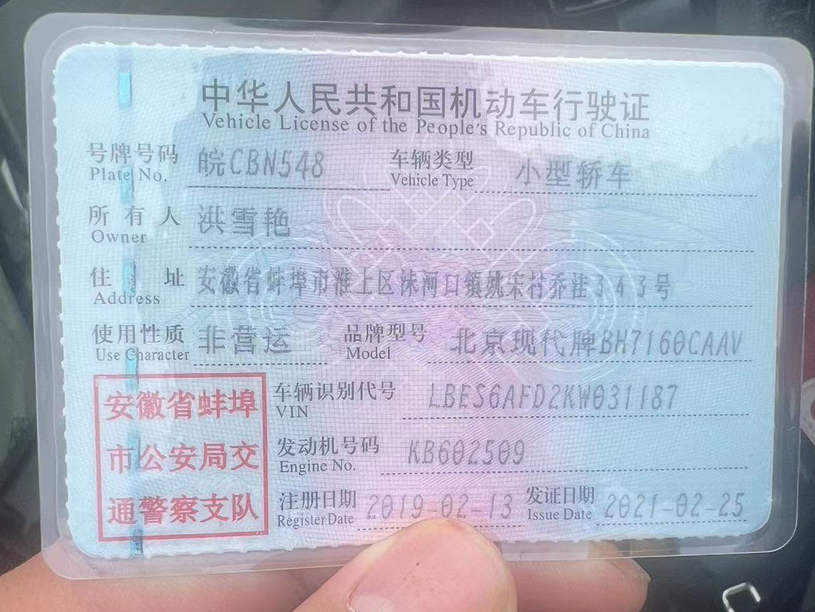 中华人民共和国机动车行驶证
Vehicle License of the People's Republic of China
号牌号码 皖CBN548 车辆类型 小型轿车
Plate No. Vehicle Type
所有人 洪雪艳
Owner
住址 安徽省蚌埠市淮上区沫河口镇姚宋村乔洼343号
Address
使用性质 非营运 品牌型号 北京现代牌BH7160CAAV
Use Character Model
安徽省蚌埠 车辆识别代号 LBES6AFD2KW031187
VIN
市公安局交 发动机号码 KB602509
Engine No.
通警察支队 注册日期 2019-02-13 发证日期 2021-02-25
Register Date Issue Date